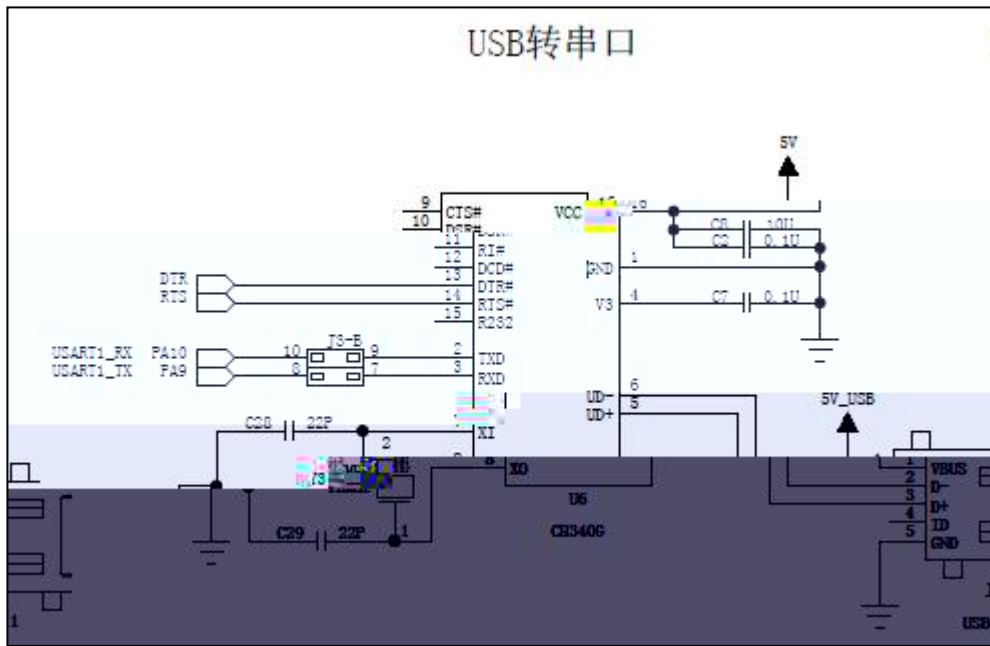 USB转串口
5V
9 CTS# VCC
10 DSR#
C8 10U
11 RI#
C2 0.1U
12 DCD#
GND 1
DTR 13 DTR#
RTS 14 RTS#
V3 4 C7 0.1U
15 R232
J3-B
USART1_RX PA10 10 9 2 TXD
USART1_TX PA9 8 7 3 RXD
UD- 6
UD+ 5
5V_USB
C28 22P
XI
2
8 XO
1 VBUS
2 D-
3 D+
4 ID
5 GND
U6
CH340G
C29 22P 1
1
USB